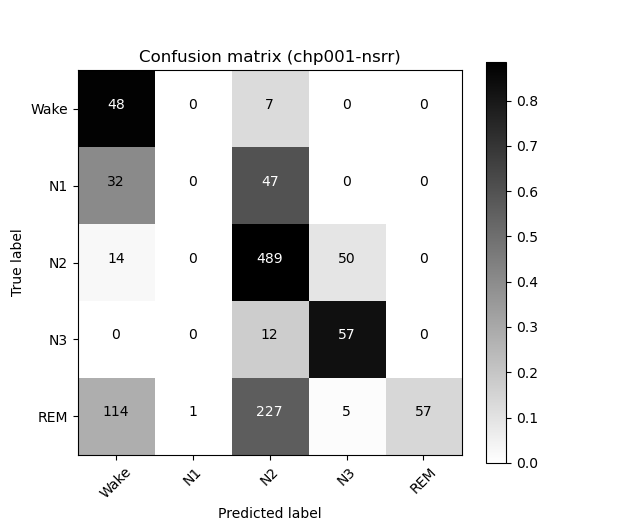 Confusion matrix (chp001-nsrr)
True label
Wake 48 0 7 0 0
N1 32 0 47 0 0
N2 14 489 50 0
N3 0 0 12 57 0
REM 114 1 227 5 57
Wake N1 N2 N3 REM
Predicted label
0.8
0.7
0.6
0.5
0.4
0.3
0.2
0.1
0.0